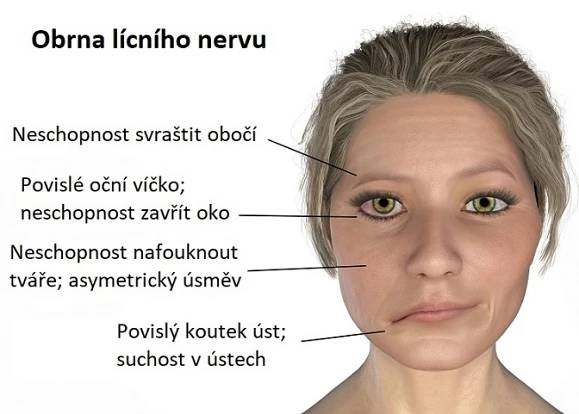 Obrna lícního nervu
Neschopnost svraštit obočí
Povislé oční víčko;
neschopnost zavřít oko
Neschopnost nafouknout
tváře; asymetrický úsměv
Povislý koutek úst;
suchost v ústech